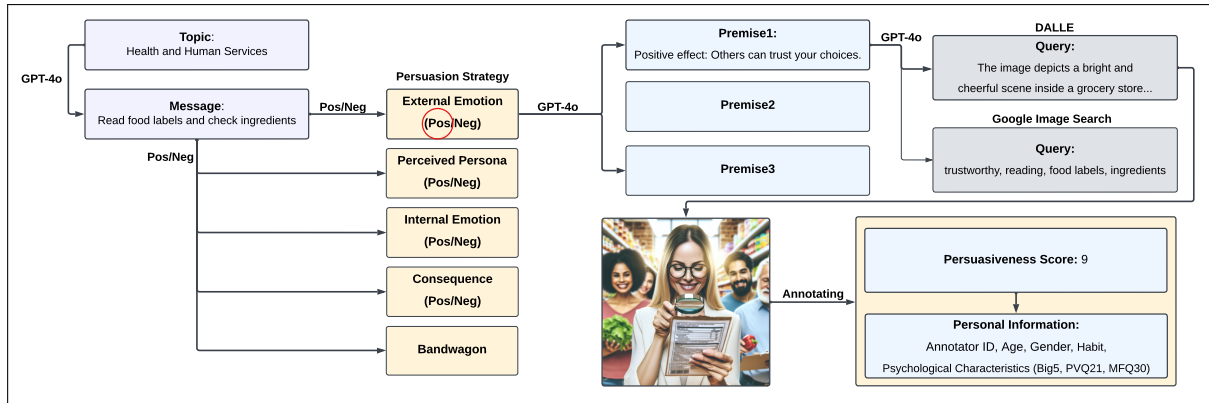 Topic:
Health and Human Services
GPT-4o
Message:
Read food labels and check ingredients
Pos/Neg
Pos/Neg
Persuasion Strategy
External Emotion
(Pos/Neg)
Perceived Persona
(Pos/Neg)
Internal Emotion
(Pos/Neg)
Consequence
(Pos/Neg)
Bandwagon
GPT-4o
Premise1:
Positive effect: Others can trust your choices.
Premise2
Premise3
GPT-4o
DALLE
Query:
The image depicts a bright and
cheerful scene inside a grocery store...
Google Image Search
Query:
trustworthy, reading, food labels, ingredients
Annotating
Persuasiveness Score: 9
Personal Information:
Annotator ID, Age, Gender, Habit,
Psychological Characteristics (Big5, PVQ21, MFQ30)